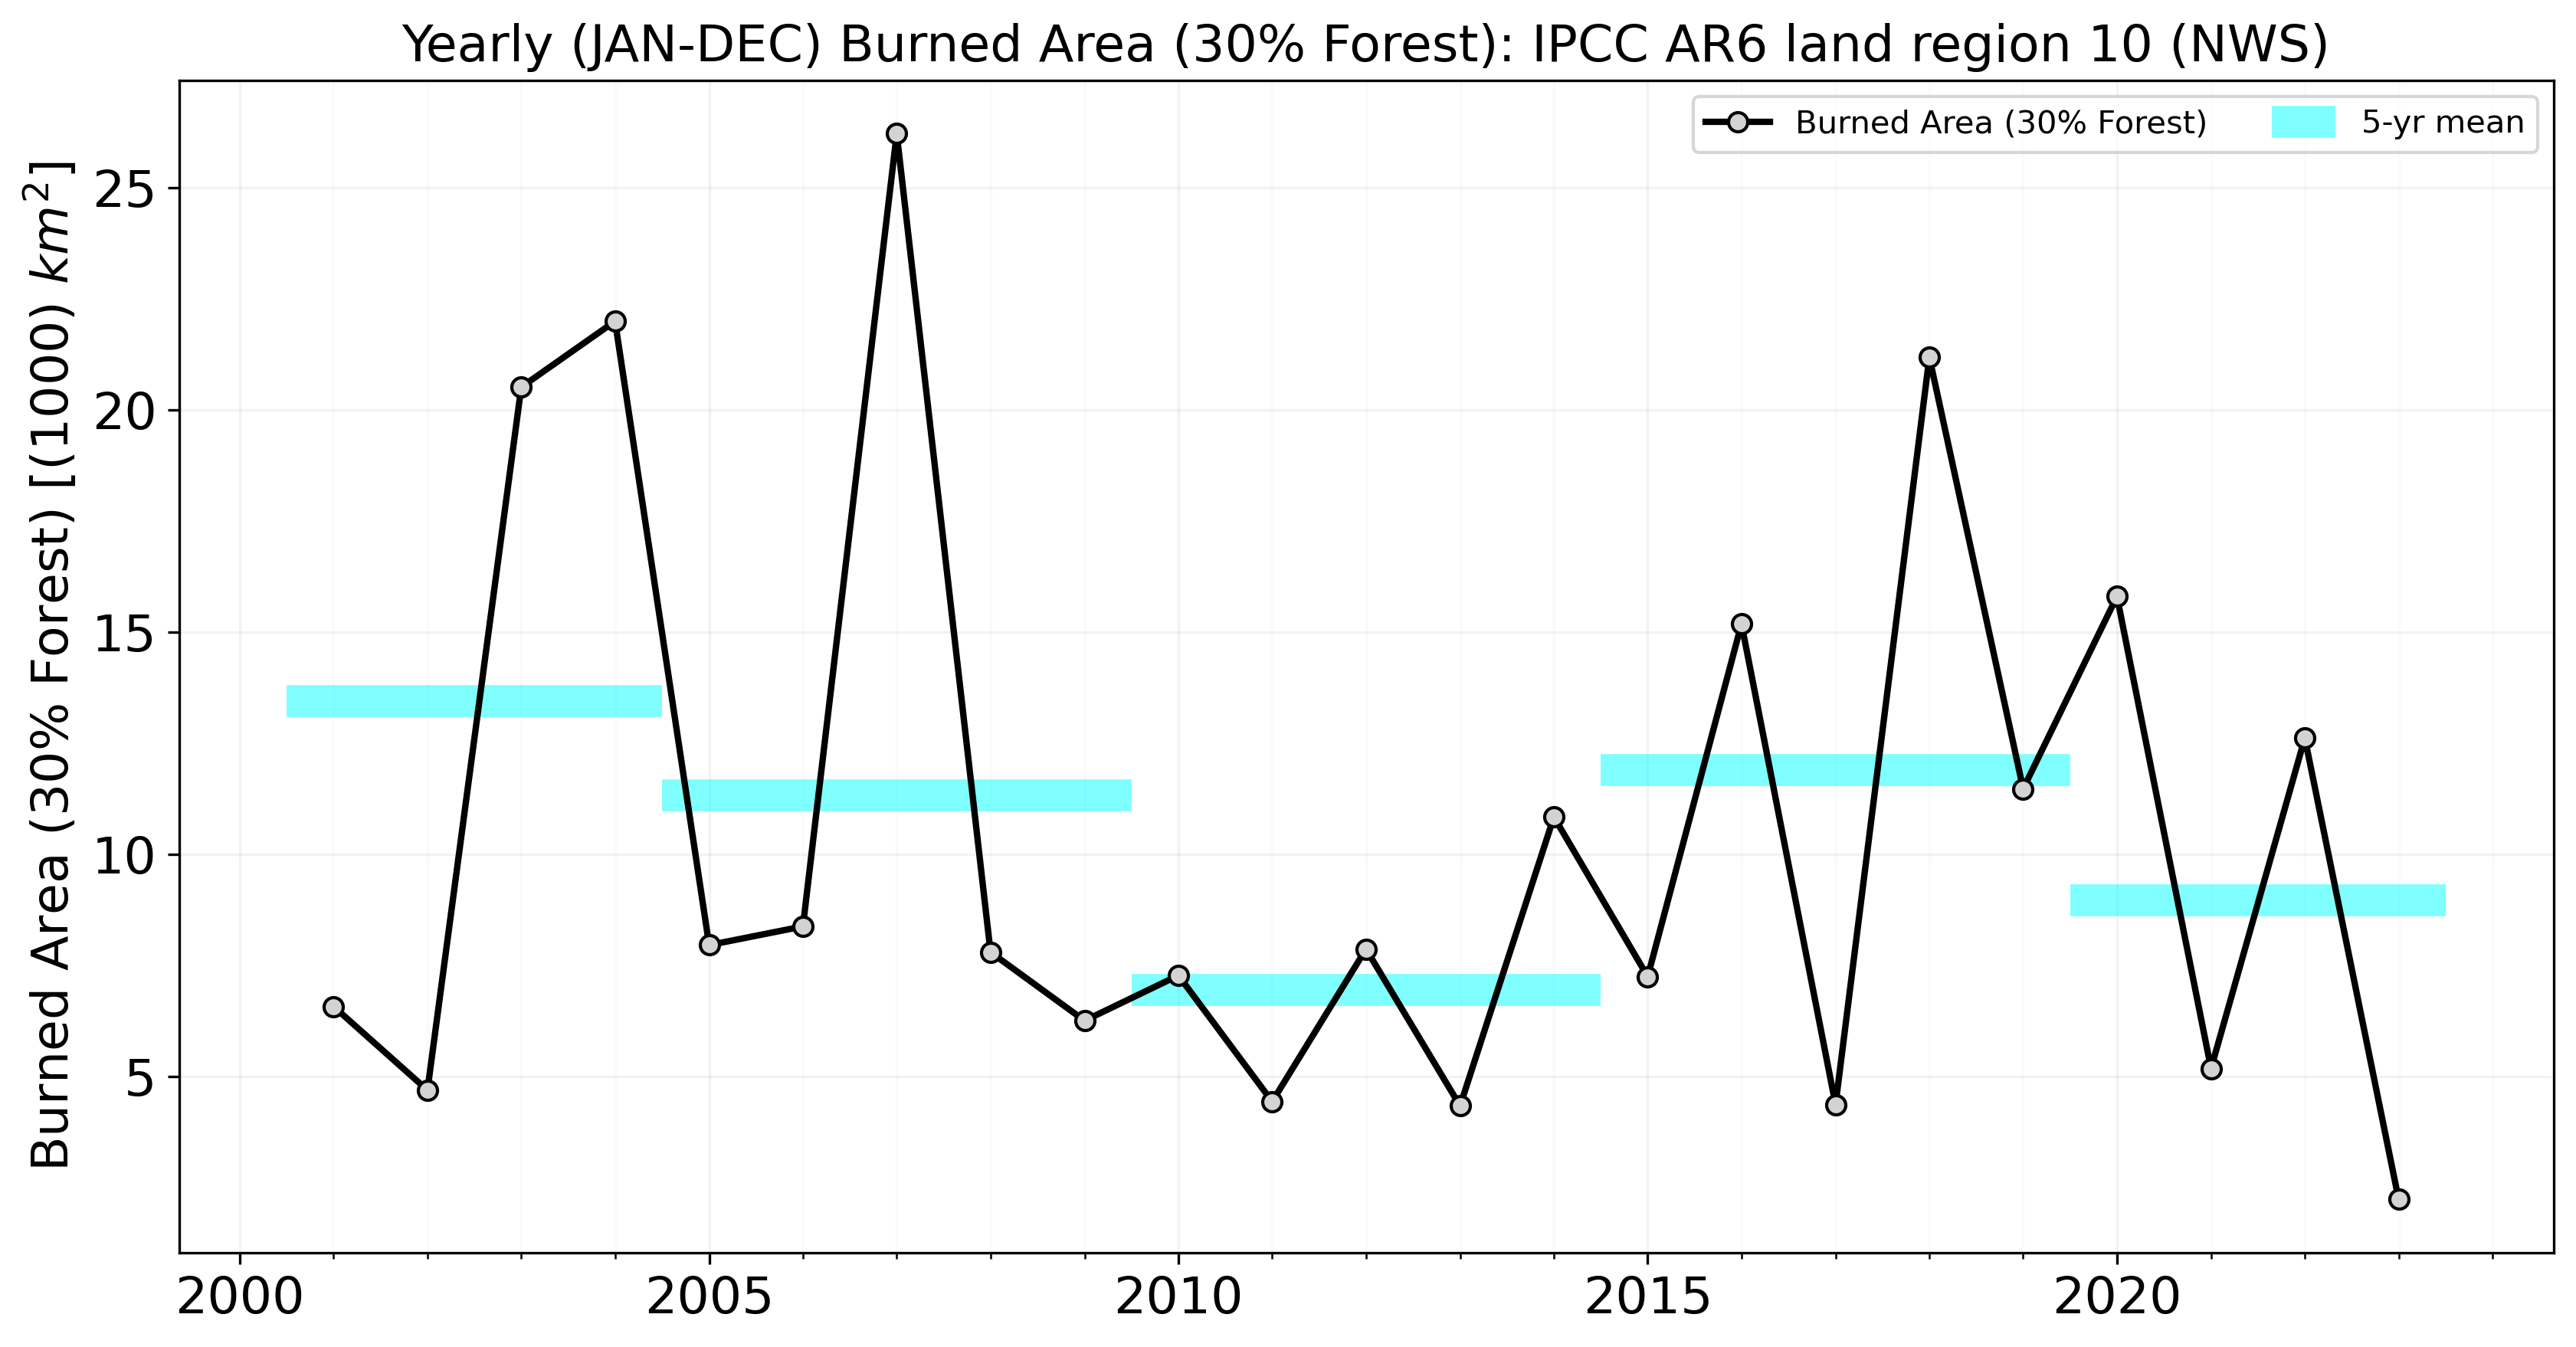 Yearly (JAN-DEC) Burned Area (30% Forest): IPCC AR6 land region 10 (NWS)
Burned Area (30% Forest)
5-yr mean
Burned Area (30% Forest) [(1000) km²]
25
20
15
10
5
2000
2005
2010
2015
2020